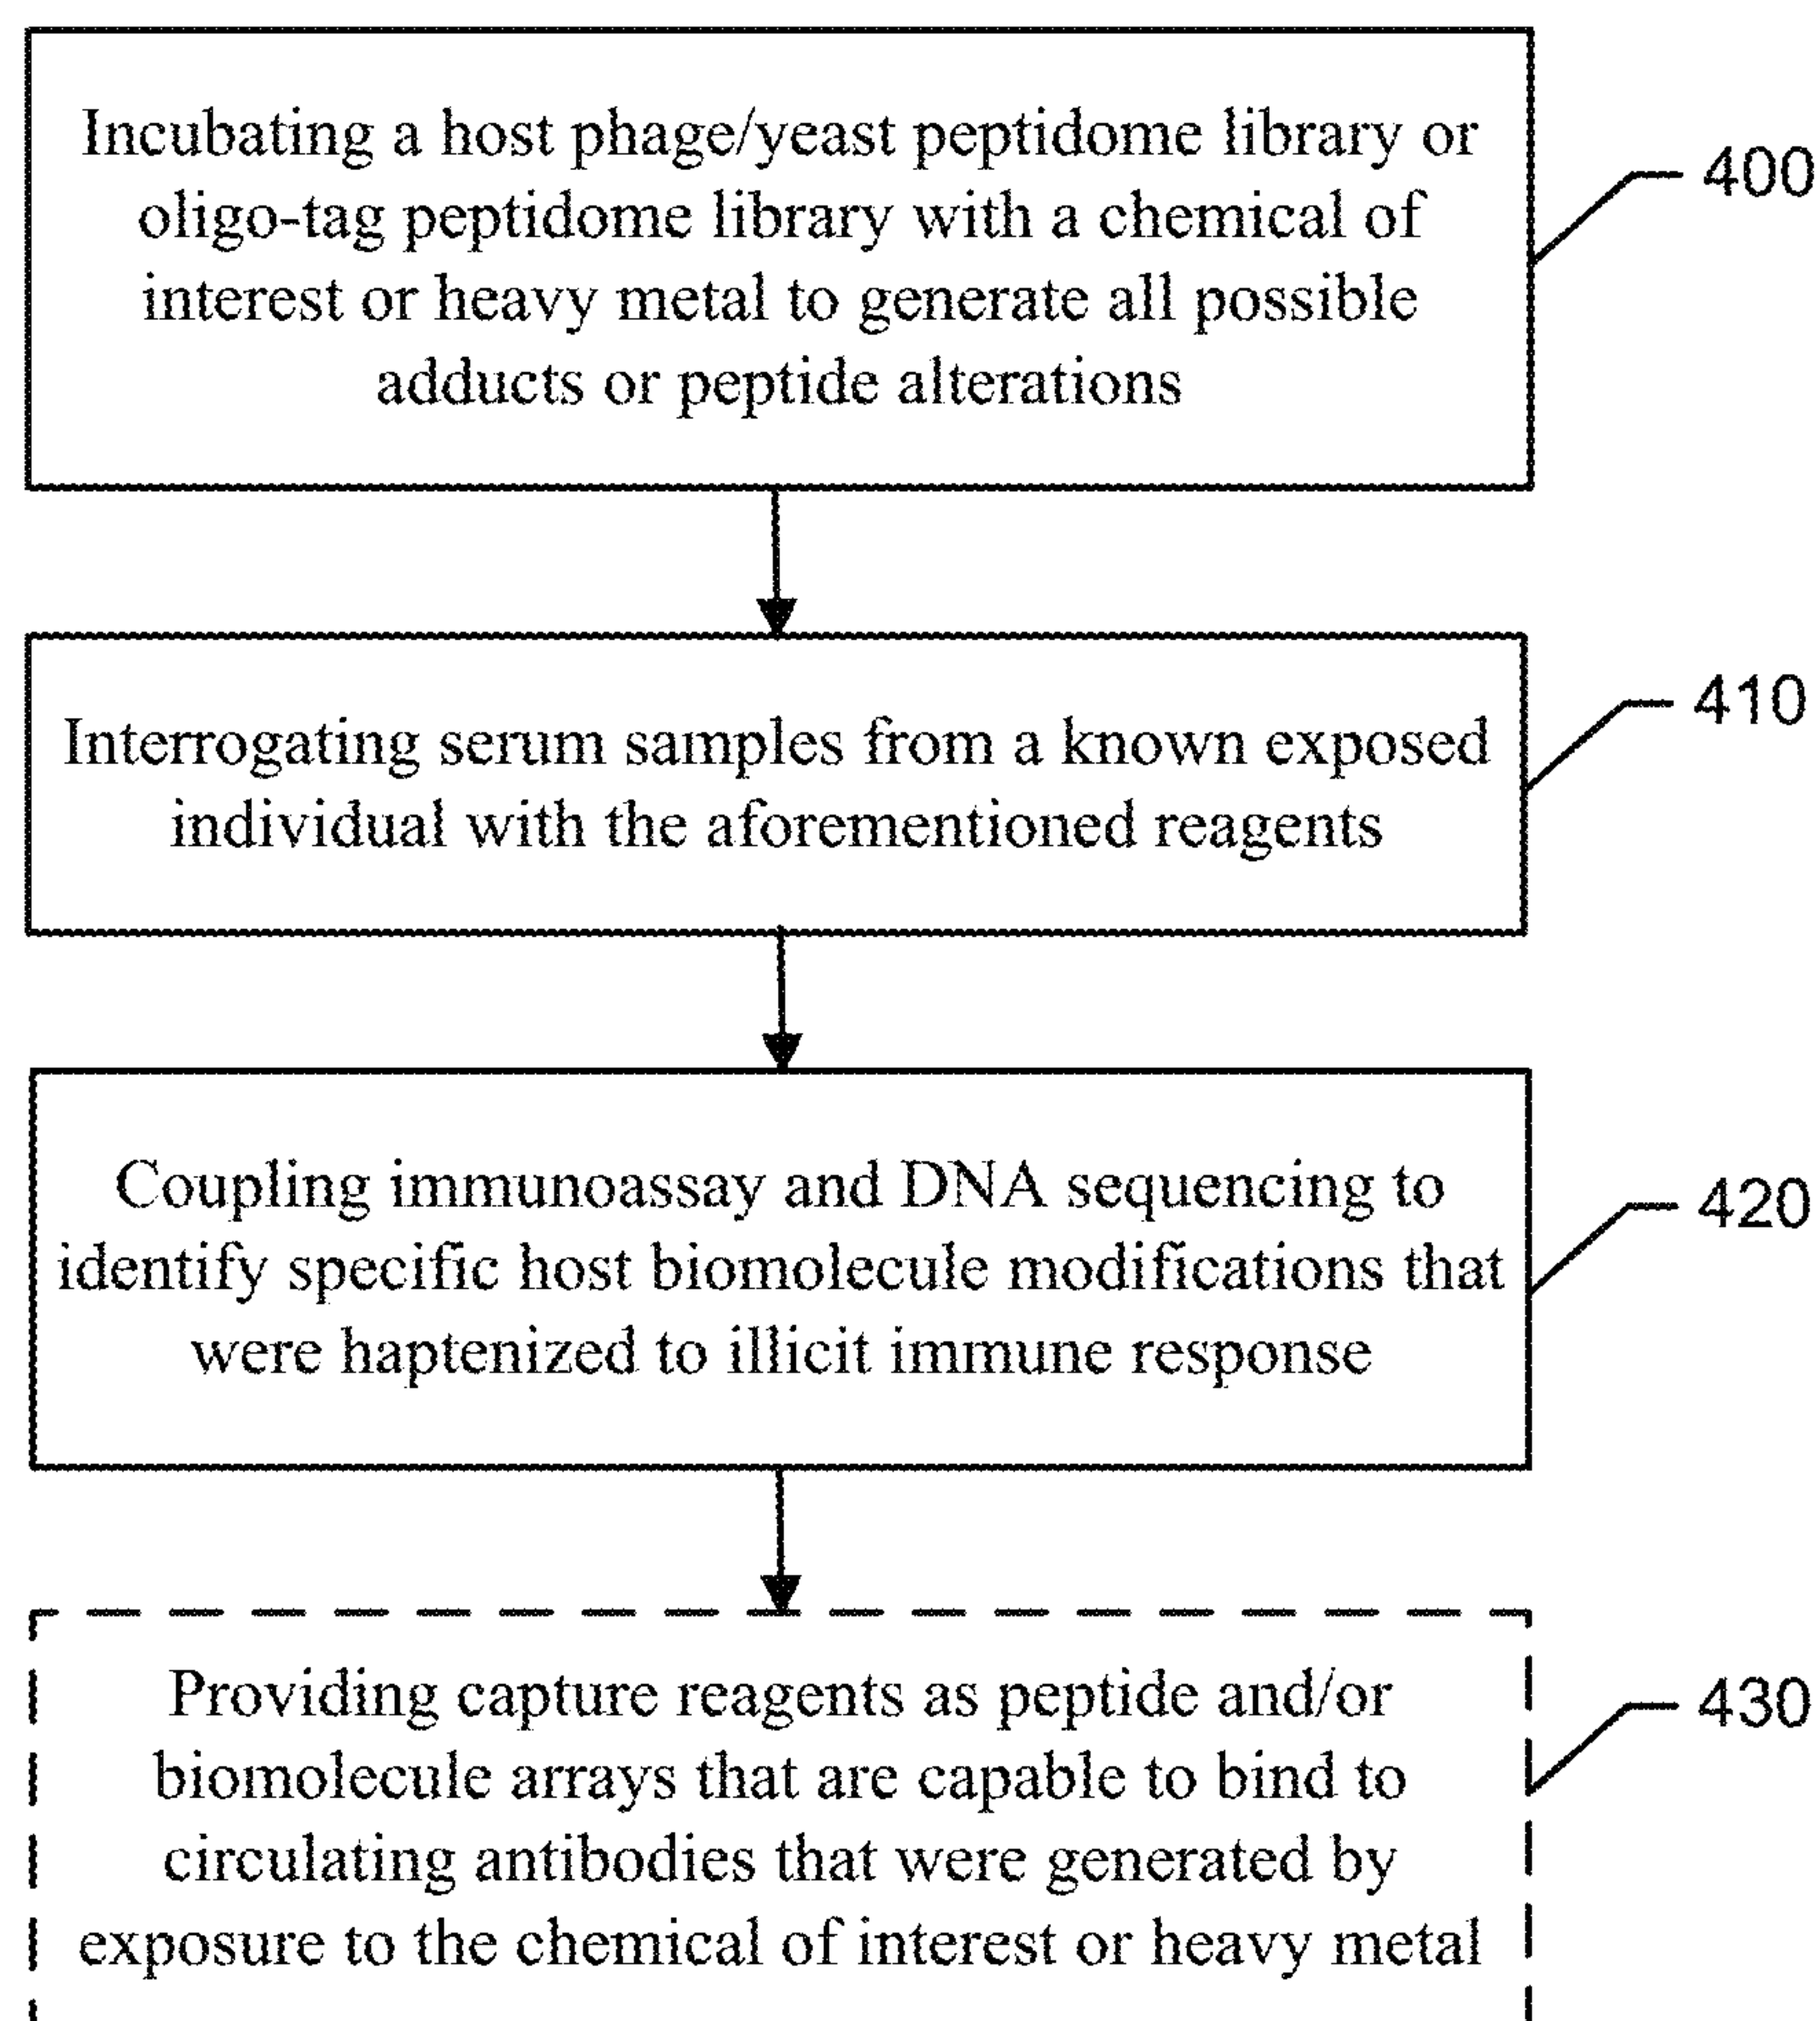 Incubating a host phage/yeast peptidome library or
oligo-tag peptidome library with a chemical of
interest or heavy metal to generate all possible
adducts or peptide alterations
400
Interrogating serum samples from a known exposed
individual with the aforementioned reagents
410
Coupling immunoassay and DNA sequencing to
identify specific host biomolecule modifications that
were haptenized to illicit immune response
420
Providing capture reagents as peptide and/or
biomolecule arrays that are capable to bind to
circulating antibodies that were generated by
exposure to the chemical of interest or heavy metal
430